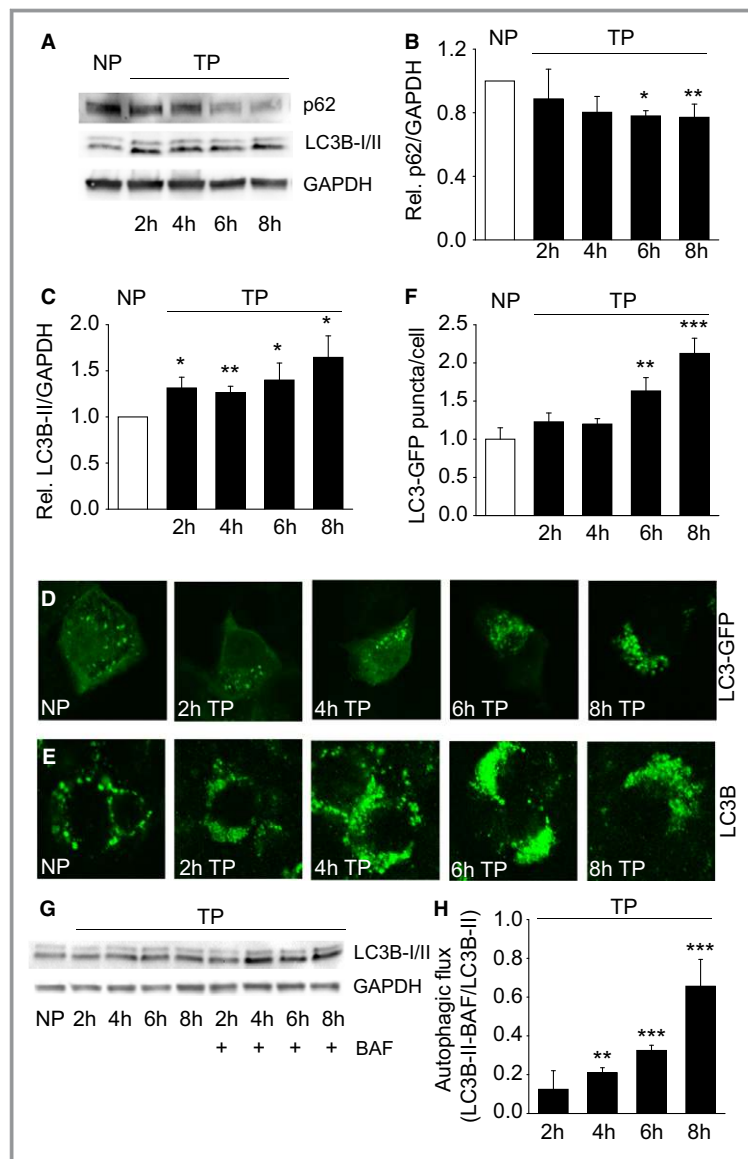 A
NP TP
p62
LC3B-I/II
GAPDH
2h 4h 6h 8h
B
NP TP
Rel. p62/GAPDH
1.2
0.8
0.4
0.0
* **
2h 4h 6h 8h
C
NP TP
Rel. LC3B-II/GAPDH
2.0
1.5
1.0
0.5
0.0
* ** * *
2h 4h 6h 8h
F
NP TP
LC3-GFP puncta/cell
2.5
2.0
1.5
1.0
0.5
0.0
** ***
2h 4h 6h 8h
D
NP 2h TP 4h TP 6h TP 8h TP
LC3-GFP
E
NP 2h TP 4h TP 6h TP 8h TP
LC3B
G
TP
LC3B-I/II
GAPDH
NP 2h 4h 6h 8h 2h 4h 6h 8h
+ + + + BAF
H
TP
Autophagic flux
(LC3B-II-BAF/LC3B-II)
1.0
0.8
0.6
0.4
0.2
0.0
** *** ***
2h 4h 6h 8h